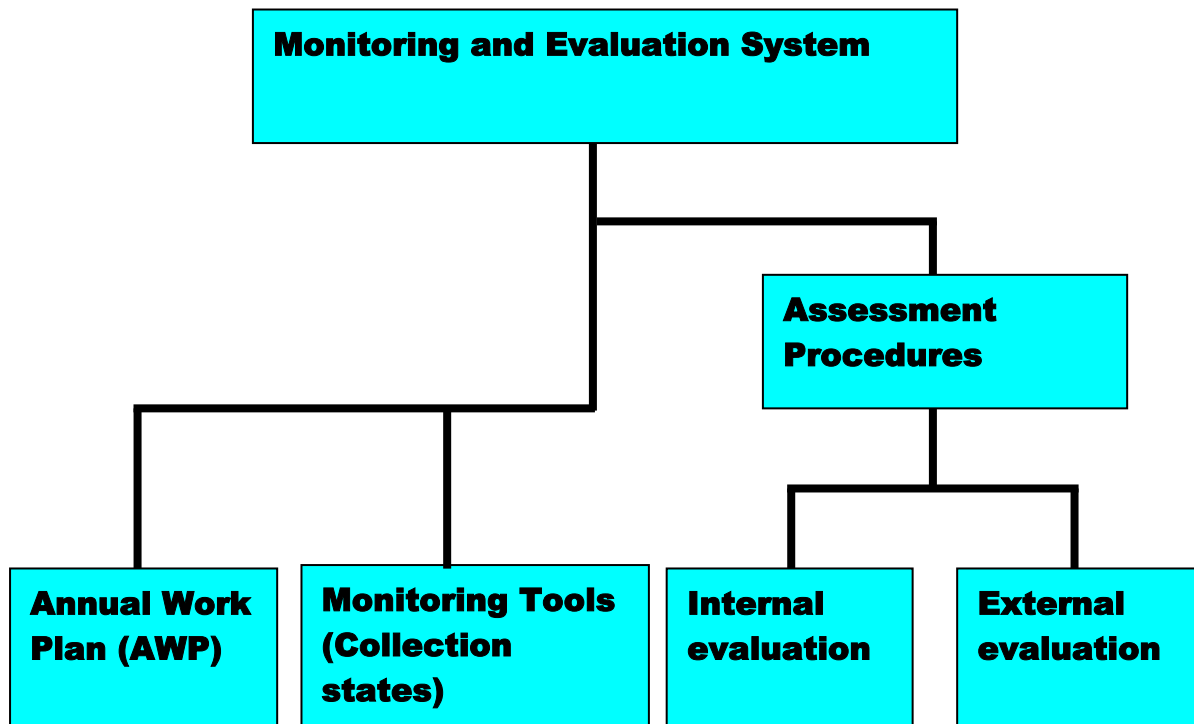 Monitoring and Evaluation System
Assessment
Procedures
Annual Work
Plan (AWP)
Monitoring Tools
(Collection
states)
Internal
evaluation
External
evaluation